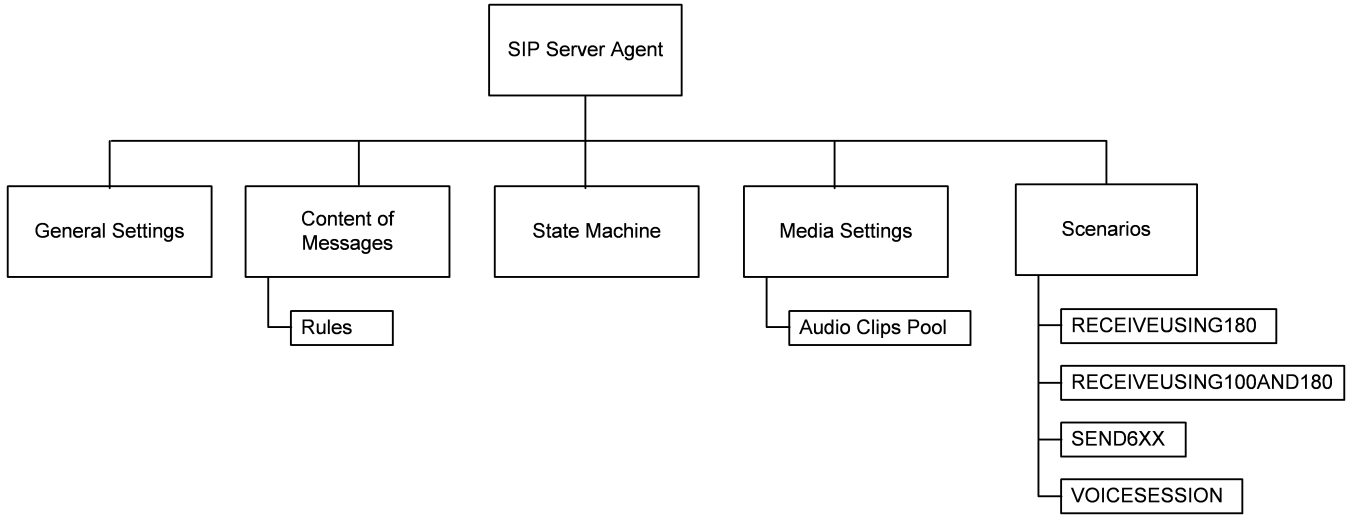 SIP Server Agent
General Settings
Content of
Messages
State Machine
Media Settings
Scenarios
Rules
Audio Clips Pool
RECEIVEUSING180
RECEIVEUSING100AND180
SEND6XX
VOICESESSION